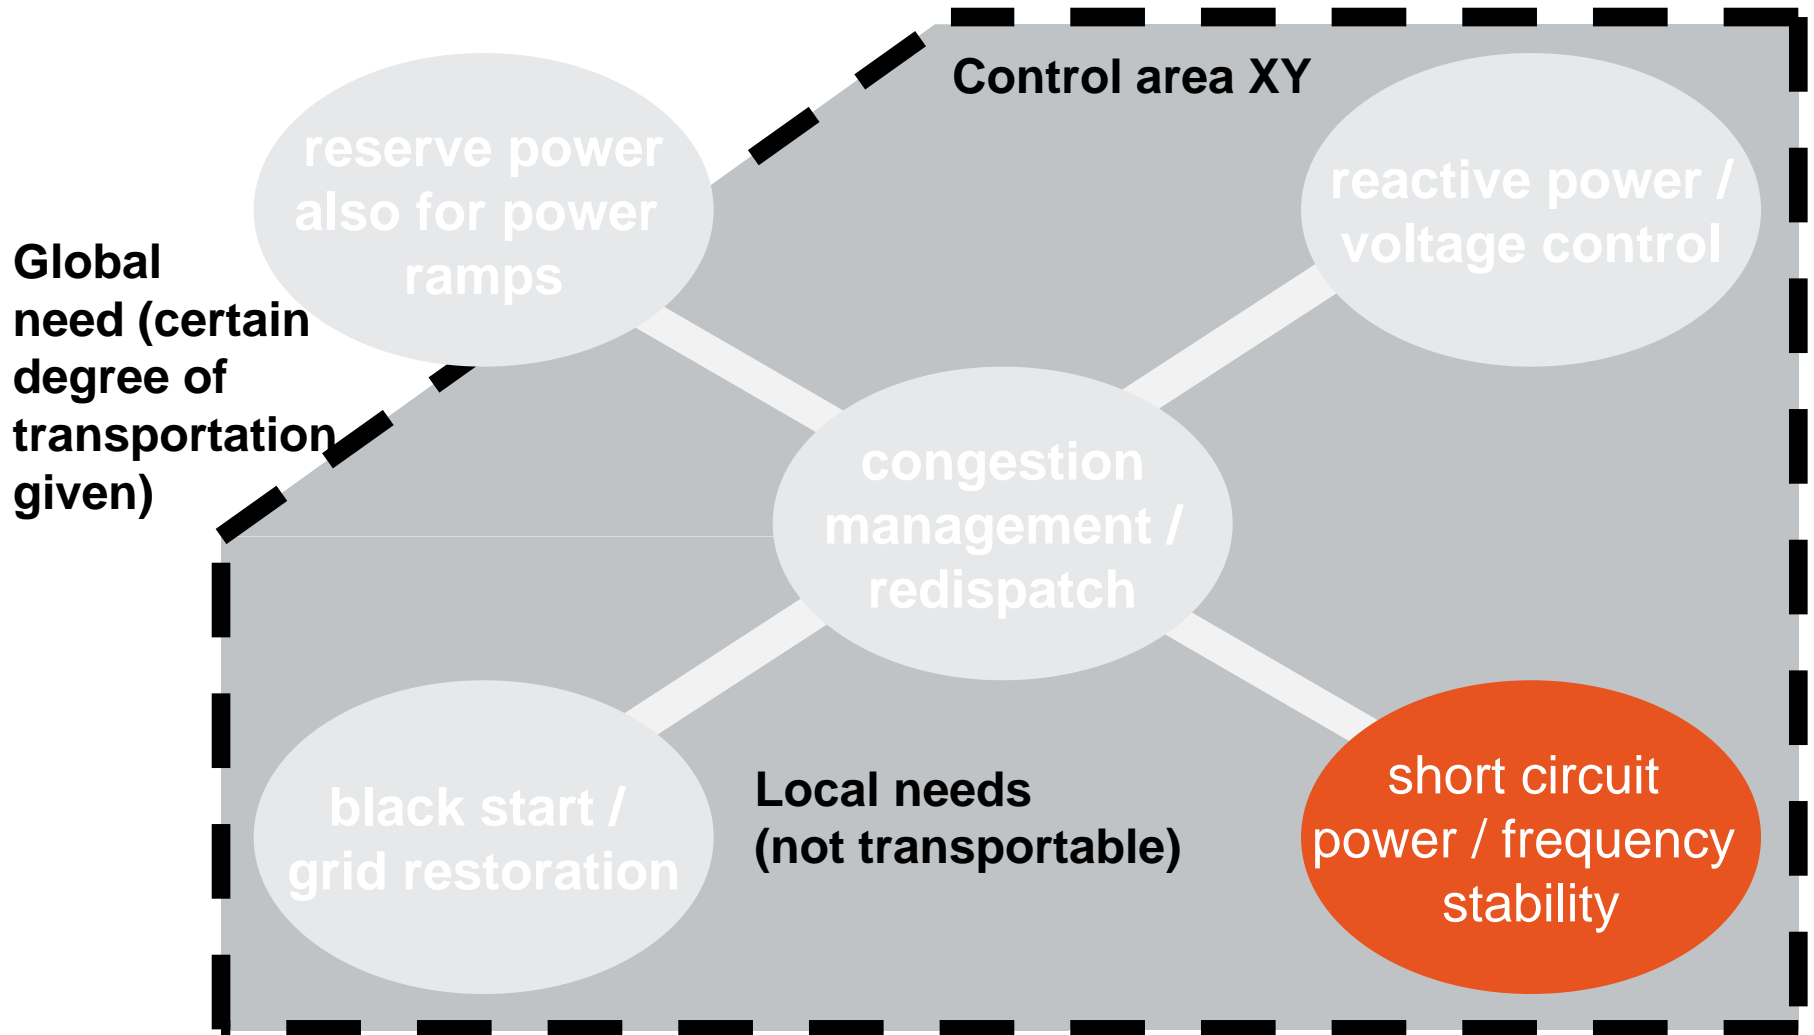 Control area XY
reserve power
also for power
ramps
reactive power /
voltage control
Global
need (certain
degree of
transportation
given)
congestion
management /
redispatch
black start /
grid restoration
Local needs
(not transportable)
short circuit
power / frequency
stability